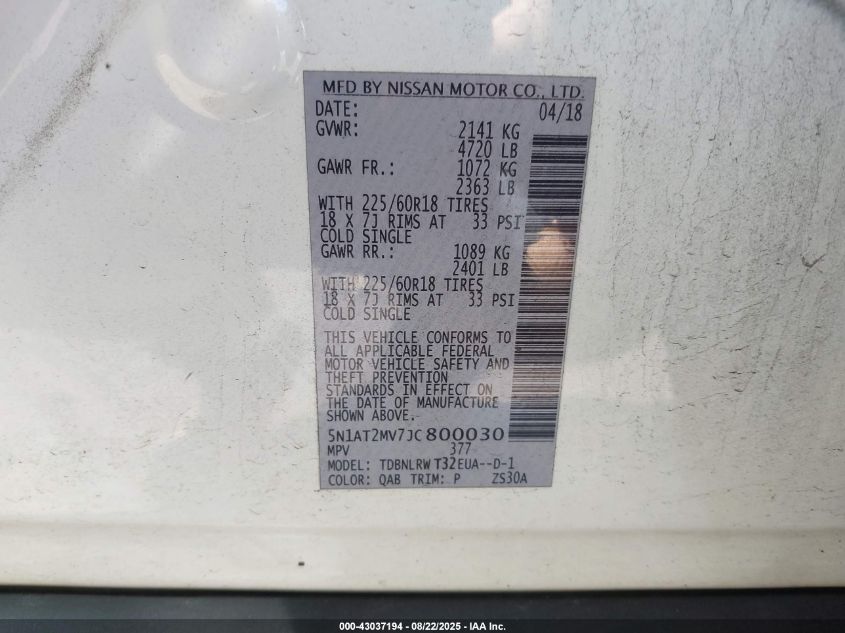 MFD BY NISSAN MOTOR CO., LTD.
DATE: 04/18
GVWR: 2141 KG
4720 LB
GAWR FR.: 1072 KG
2363 LB
WITH 225/60R18 TIRES
18 X 7J RIMS AT 33 PSI
COLD SINGLE
GAWR RR.: 1089 KG
2401 LB
WITH 225/60R18 TIRES
18 X 7J RIMS AT 33 PSI
COLD SINGLE
THIS VEHICLE CONFORMS TO
ALL APPLICABLE FEDERAL
MOTOR VEHICLE SAFETY AND
THEFT PREVENTION
STANDARDS IN EFFECT ON
THE DATE OF MANUFACTURE
SHOWN ABOVE.
5N1AT2MV7JC800030
MPV 377
MODEL: TDBNLRW T32EUA--D-1
COLOR: QAB TRIM: P ZS30A
000-43037194 - 08/22/2025 - IAA Inc.